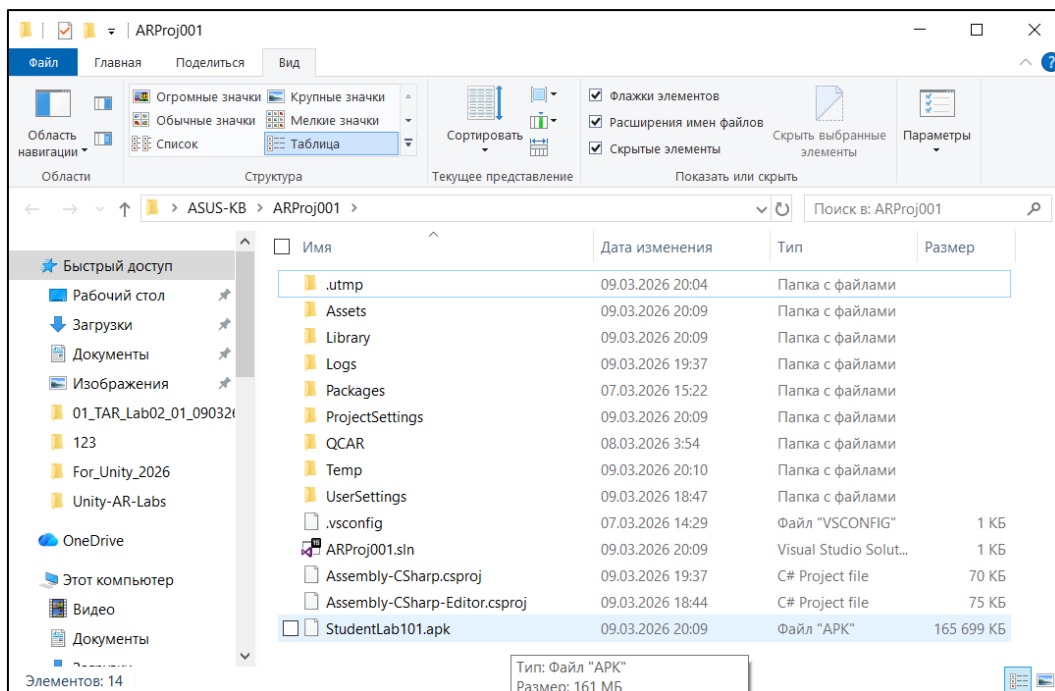 ARProj001
Файл Главная Поделиться Вид
Огромные значки Крупные значки
Обычные значки Мелкие значки
Список Таблица
Область навигации
Области
Структура
Сортировать
Текущее представление
Флажки элементов
Расширения имен файлов
Скрытые элементы
Скрыть выбранные элементы
Параметры
Показать или скрыть
ASUS-KB > ARProj001 >
Поиск в: ARProj001
Быстрый доступ
Рабочий стол
Загрузки
Документы
Изображения
01_TAR_Lab02_01_090326
123
For_Unity_2026
Unity-AR-Labs
OneDrive
Этот компьютер
Видео
Документы
Имя Дата изменения Тип Размер
.utmp 09.03.2026 20:04 Папка с файлами
Assets 09.03.2026 20:09 Папка с файлами
Library 09.03.2026 20:09 Папка с файлами
Logs 09.03.2026 19:37 Папка с файлами
Packages 07.03.2026 15:22 Папка с файлами
ProjectSettings 09.03.2026 20:09 Папка с файлами
QCAR 08.03.2026 3:54 Папка с файлами
Temp 09.03.2026 20:10 Папка с файлами
UserSettings 09.03.2026 18:47 Папка с файлами
.vsconfig 07.03.2026 14:29 Файл "VSCONFIG" 1 КБ
ARProj001.sln 09.03.2026 20:09 Visual Studio Solut... 1 КБ
Assembly-CSharp.csproj 09.03.2026 19:37 C# Project file 70 КБ
Assembly-CSharp-Editor.csproj 09.03.2026 18:44 C# Project file 75 КБ
StudentLab101.apk 09.03.2026 20:09 Файл "APK" 165 699 КБ
Тип: Файл "APK"
Размер: 161 МБ
Элементов: 14